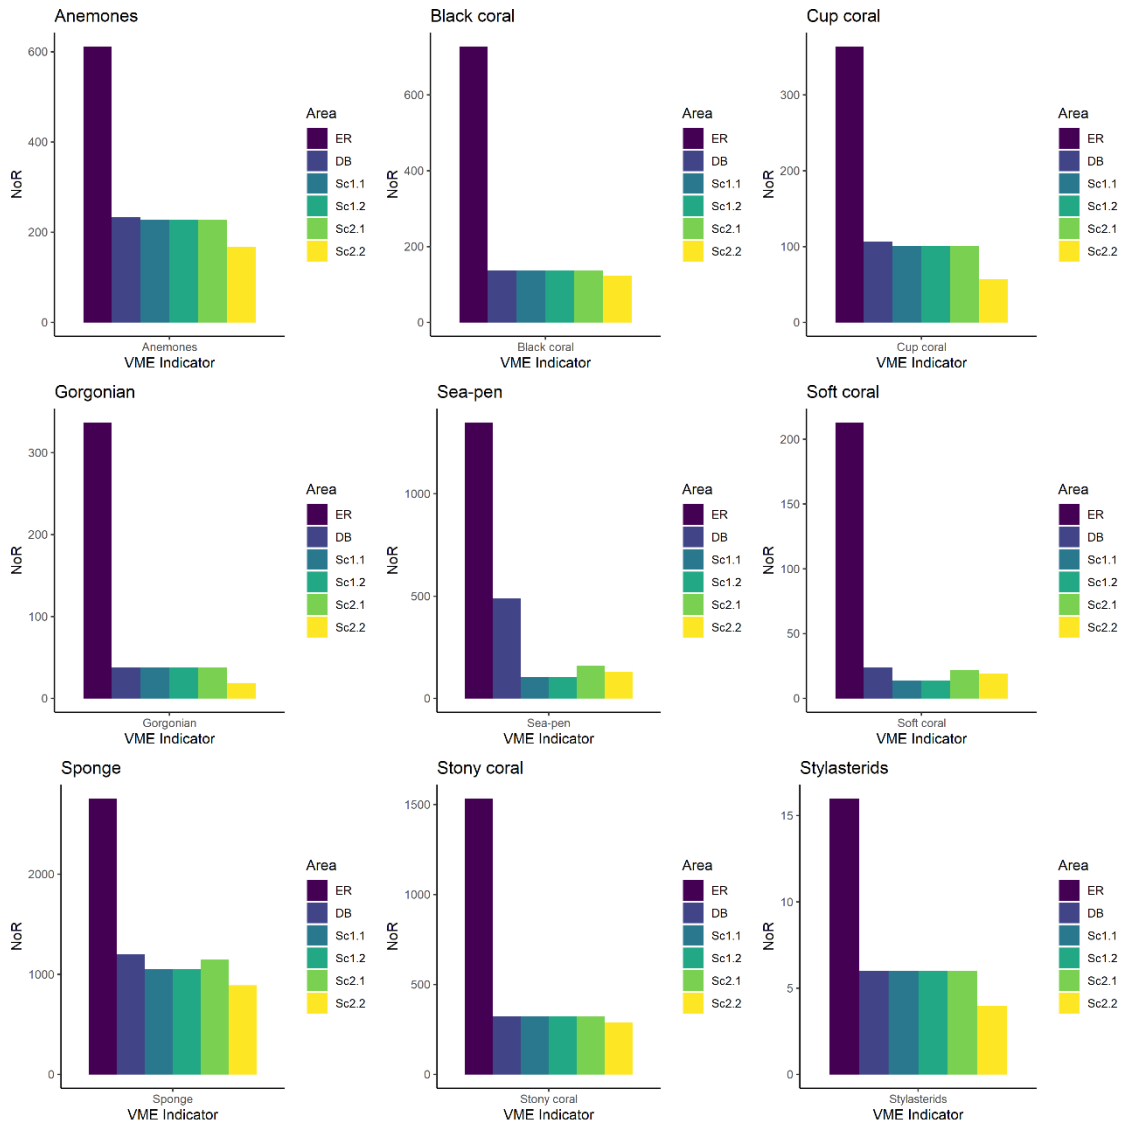 Anemones
NoR
600
400
200
0
Anemones
VME Indicator
Area
ER
DB
Sc1.1
Sc1.2
Sc2.1
Sc2.2
Black coral
NoR
600
400
200
0
Black coral
VME Indicator
Area
ER
DB
Sc1.1
Sc1.2
Sc2.1
Sc2.2
Cup coral
NoR
300
200
100
0
Cup coral
VME Indicator
Area
ER
DB
Sc1.1
Sc1.2
Sc2.1
Sc2.2
Gorgonian
NoR
300
200
100
0
Gorgonian
VME Indicator
Area
ER
DB
Sc1.1
Sc1.2
Sc2.1
Sc2.2
Sea-pen
NoR
1000
500
0
Sea-pen
VME Indicator
Area
ER
DB
Sc1.1
Sc1.2
Sc2.1
Sc2.2
Soft coral
NoR
200
150
100
50
0
Soft coral
VME Indicator
Area
ER
DB
Sc1.1
Sc1.2
Sc2.1
Sc2.2
Sponge
NoR
2000
1000
0
Sponge
VME Indicator
Area
ER
DB
Sc1.1
Sc1.2
Sc2.1
Sc2.2
Stony coral
NoR
1500
1000
500
0
Stony coral
VME Indicator
Area
ER
DB
Sc1.1
Sc1.2
Sc2.1
Sc2.2
Stylasterids
NoR
15
10
5
0
Stylasterids
VME Indicator
Area
ER
DB
Sc1.1
Sc1.2
Sc2.1
Sc2.2